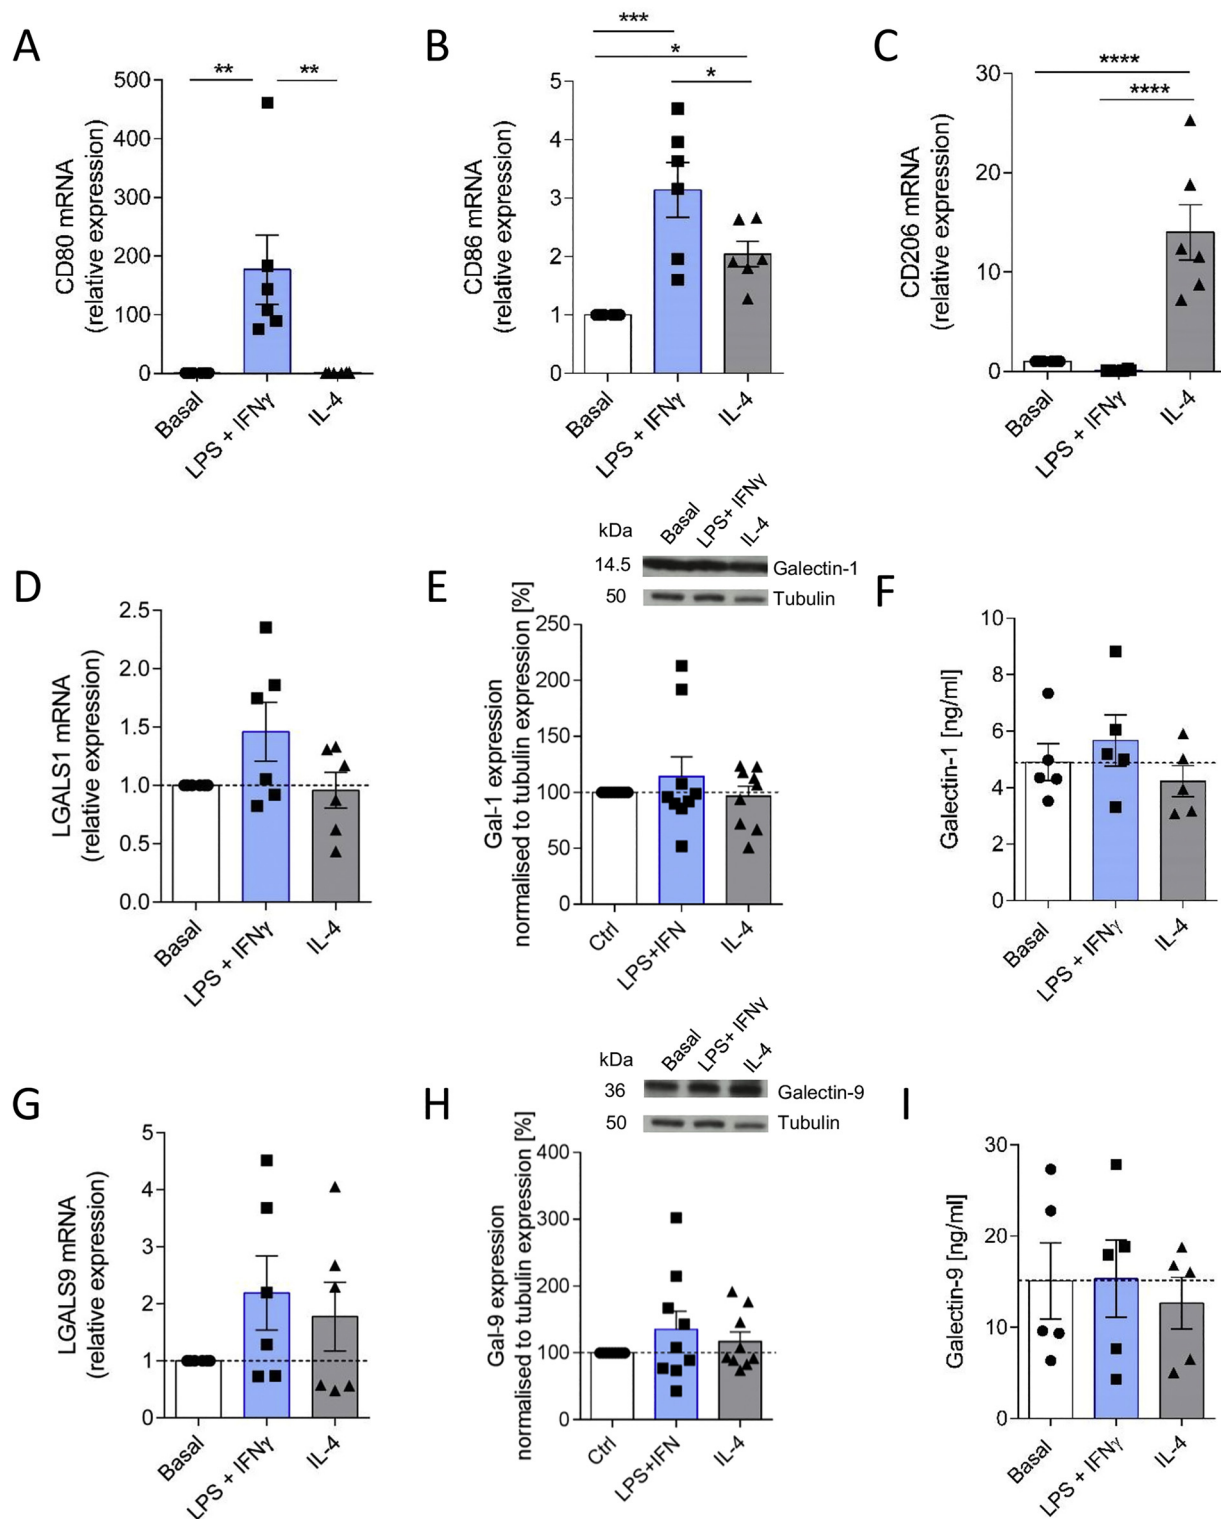 A
**
**
500
400
300
200
100
0
CD80 mRNA
(relative expression)
Basal
LPS + IFNγ
IL-4
B
***
*
*
5
4
3
2
1
0
CD86 mRNA
(relative expression)
Basal
LPS + IFNγ
IL-4
C
****
****
30
20
10
0
CD206 mRNA
(relative expression)
Basal
LPS + IFNγ
IL-4
D
2.5
2.0
1.5
1.0
0.5
0.0
LGALS1 mRNA
(relative expression)
Basal
LPS + IFNγ
IL-4
E
kDa
Basal
LPS+ IFNγ
IL-4
14.5
Galectin-1
50
Tubulin
250
200
150
100
50
0
Gal-1 expression
normalised to tubulin expression [%]
Ctrl
LPS+IFN
IL-4
F
10
8
6
4
2
0
Galectin-1 [ng/ml]
Basal
LPS + IFNγ
IL-4
G
5
4
3
2
1
0
LGALS9 mRNA
(relative expression)
Basal
LPS + IFNγ
IL-4
H
kDa
Basal
LPS+ IFNγ
IL-4
36
Galectin-9
50
Tubulin
400
300
200
100
0
Gal-9 expression
normalised to tubulin expression [%]
Ctrl
LPS+IFN
IL-4
I
30
20
10
0
Galectin-9 [ng/ml]
Basal
LPS + IFNγ
IL-4